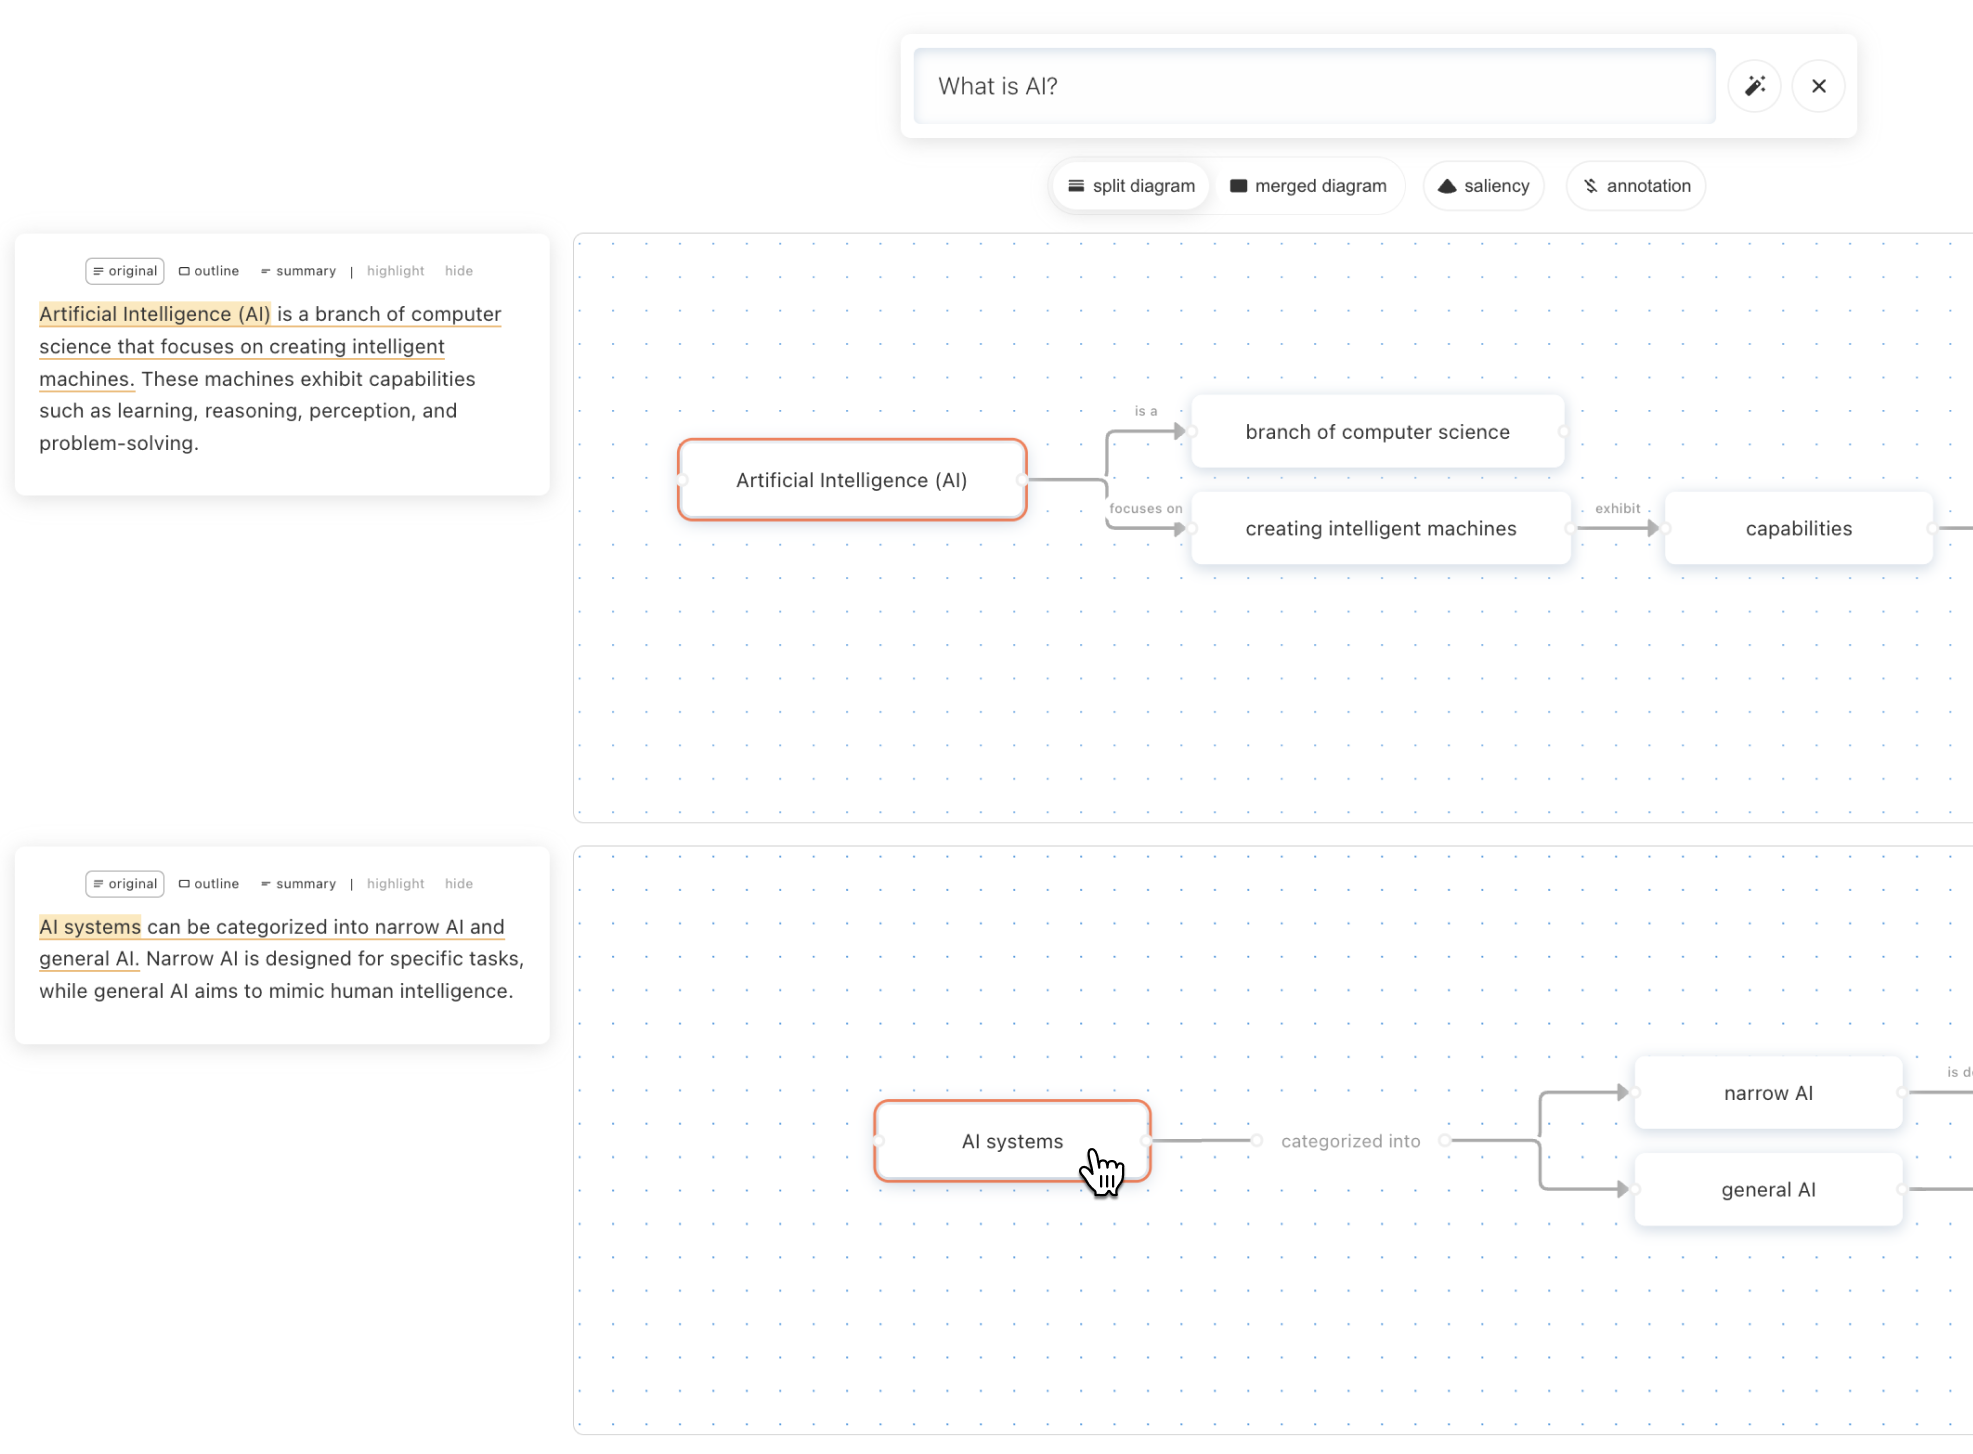 What is AI?
split diagram
merged diagram
saliency
annotation
original outline summary | highlight hide
Artificial Intelligence (AI) is a branch of computer
science that focuses on creating intelligent
machines. These machines exhibit capabilities
such as learning, reasoning, perception, and
problem-solving.
Artificial Intelligence (AI)
is a
branch of computer science
focuses on
creating intelligent machines
exhibit
capabilities
original outline summary | highlight hide
AI systems can be categorized into narrow AI and
general AI. Narrow AI is designed for specific tasks,
while general AI aims to mimic human intelligence.
AI systems
categorized into
narrow AI
is d
general AI